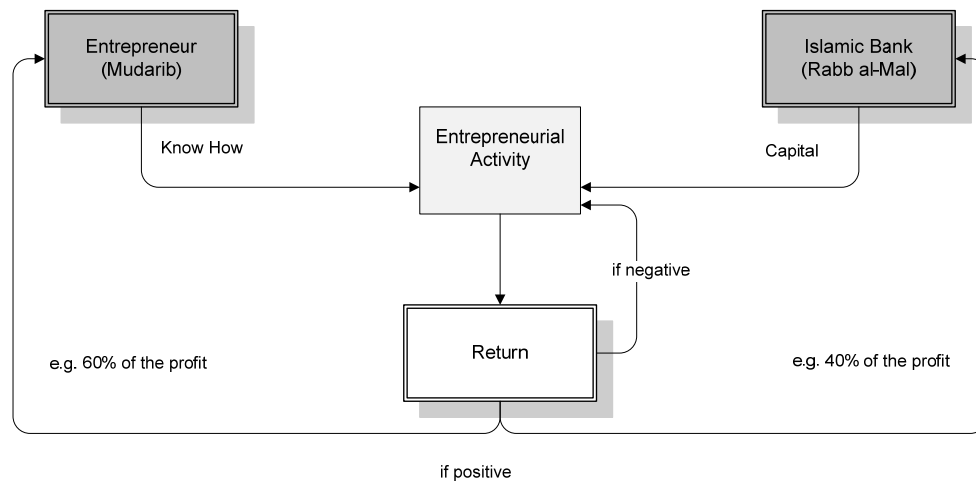 Entrepreneur
(Mudarib)
Islamic Bank
(Rabb al-Mal)
Know How
Entrepreneurial
Activity
Capital
if negative
Return
e.g. 60% of the profit
e.g. 40% of the profit
if positive